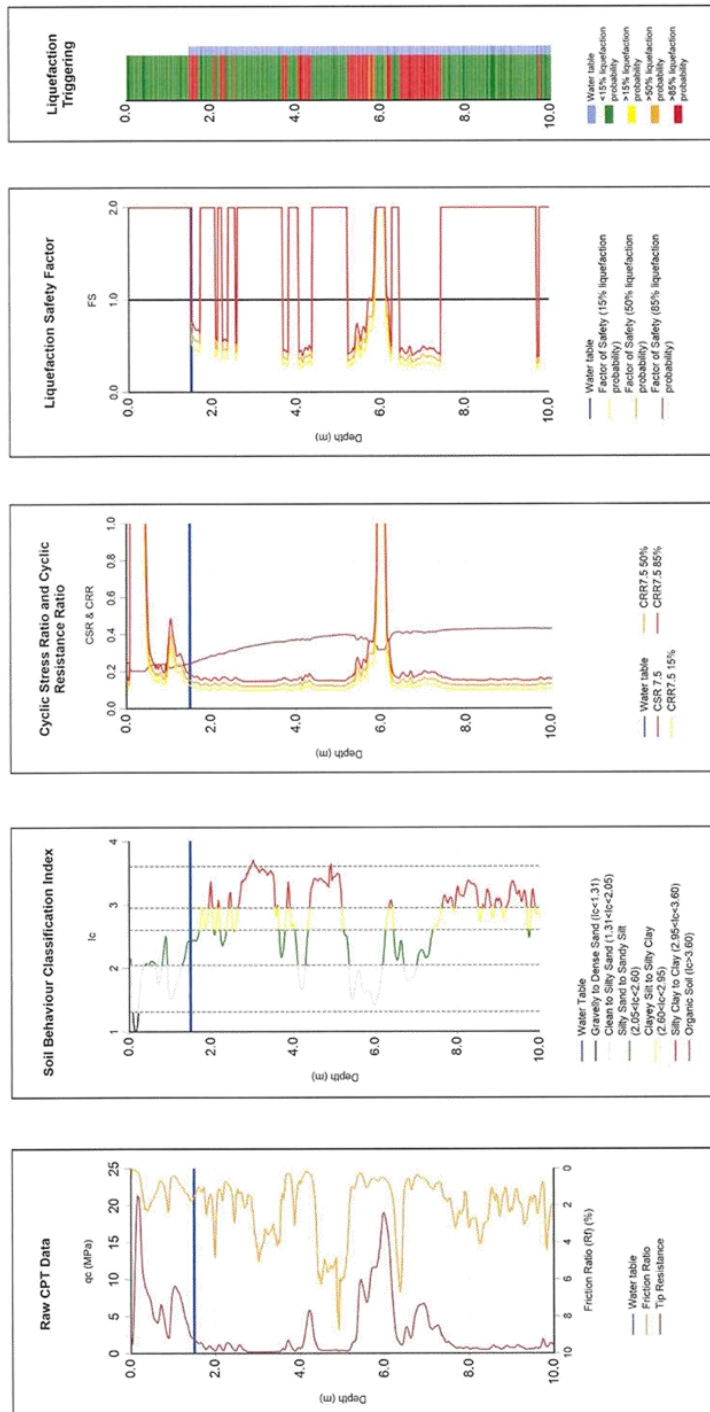 Raw CPT Data
qc (MPa)
25
20
15
10
5
0
0.0
2.0
4.0
6.0
8.0
10.0
0
2
4
6
8
10
Friction Ratio (Rf) (%)
Depth (m)
Water table
Friction Ratio
Tip Resistance
Soil Behaviour Classification Index
Ic
4
3
2
1
0.0
2.0
4.0
6.0
8.0
10.0
Depth (m)
Water Table
Gravelly to Dense Sand (Ic<1.31)
Clean to Silty Sand (1.31<Ic<2.05)
Silty Sand to Sandy Silt
(2.05<Ic<2.60)
Clayey Silt to Silty Clay
(2.60<Ic<2.95)
Silty Clay to Clay (2.95<Ic<3.60)
Organic Soil (Ic>3.60)
Cyclic Stress Ratio and Cyclic
Resistance Ratio
CSR & CRR
1.0
0.8
0.6
0.4
0.2
0.0
0.0
2.0
4.0
6.0
8.0
10.0
Depth (m)
Water table
CSR 7.5
CRR7.5 15%
CRR7.5 50%
CRR7.5 85%
Liquefaction Safety Factor
FS
2.0
1.0
0.0
0.0
2.0
4.0
6.0
8.0
10.0
Depth (m)
Water table
Factor of Safety (15% liquefaction
probability)
Factor of Safety (50% liquefaction
probability)
Factor of Safety (85% liquefaction
probability)
Liquefaction
Triggering
0.0
2.0
4.0
6.0
8.0
10.0
Water table
<15% liquefaction
probability
>15% liquefaction
probability
>50% liquefaction
probability
>85% liquefaction
probability